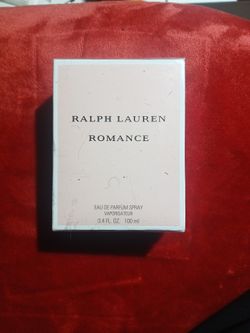 RALPH LAUREN
ROMANCE
EAU DE PARFUM SPRAY
VAPORISATEUR
3.4 FL. OZ. 100 ml